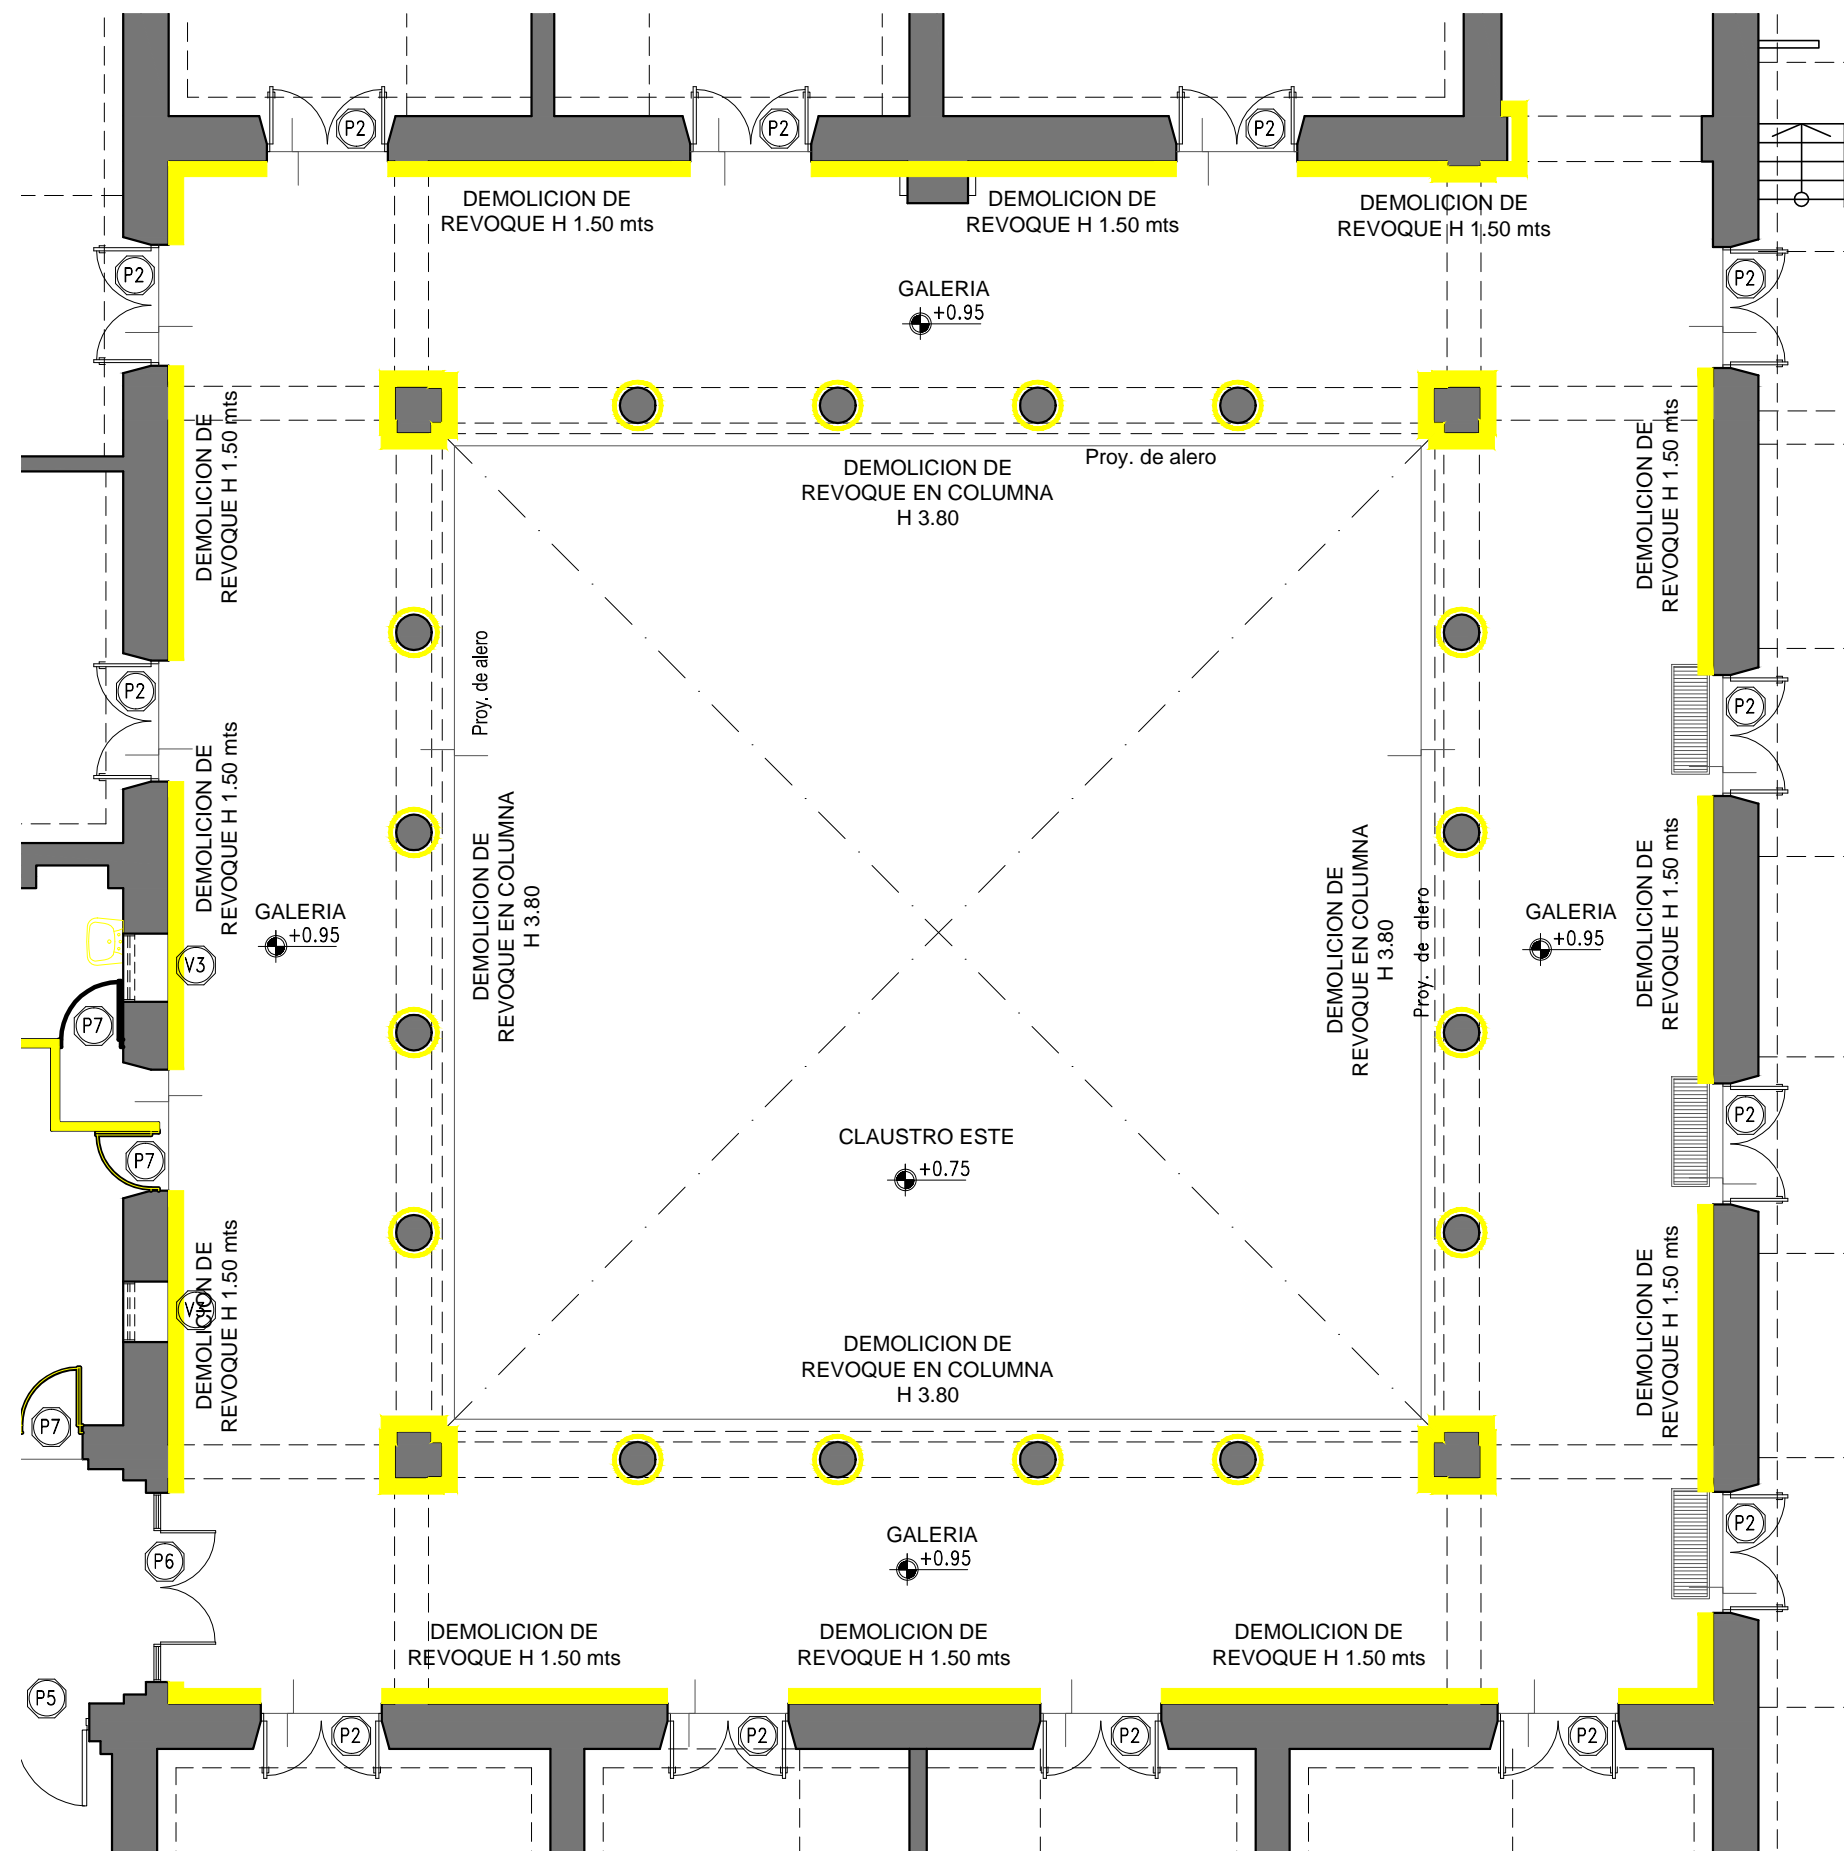 P2
P2
P2
DEMOLICION DE
REVOQUE H 1.50 mts
DEMOLICION DE
REVOQUE H 1.50 mts
DEMOLICION DE
REVOQUE H 1.50 mts
P2
P2
GALERIA
+0.95
DEMOLICION DE
REVOQUE H 1.50 mts
DEMOLICION DE
REVOQUE EN COLUMNA
H 3.80
Proy. de alero
DEMOLICION DE
REVOQUE H 1.50 mts
Proy. de alero
P2
P2
DEMOLICION DE
REVOQUE H 1.50 mts
DEMOLICION DE
REVOQUE EN COLUMNA
H 3.80
DEMOLICION DE
REVOQUE EN COLUMNA
H 3.80
Proy. de alero
DEMOLICION DE
REVOQUE H 1.50 mts
GALERIA
+0.95
GALERIA
+0.95
V3
P7
P7
CLAUSTRO ESTE
+0.75
P2
DEMOLICION DE
REVOQUE H 1.50 mts
V3
DEMOLICION DE
REVOQUE H 1.50 mts
DEMOLICION DE
REVOQUE EN COLUMNA
H 3.80
P7
GALERIA
+0.95
P2
P6
DEMOLICION DE
REVOQUE H 1.50 mts
DEMOLICION DE
REVOQUE H 1.50 mts
DEMOLICION DE
REVOQUE H 1.50 mts
P5
P2
P2
P2
P2